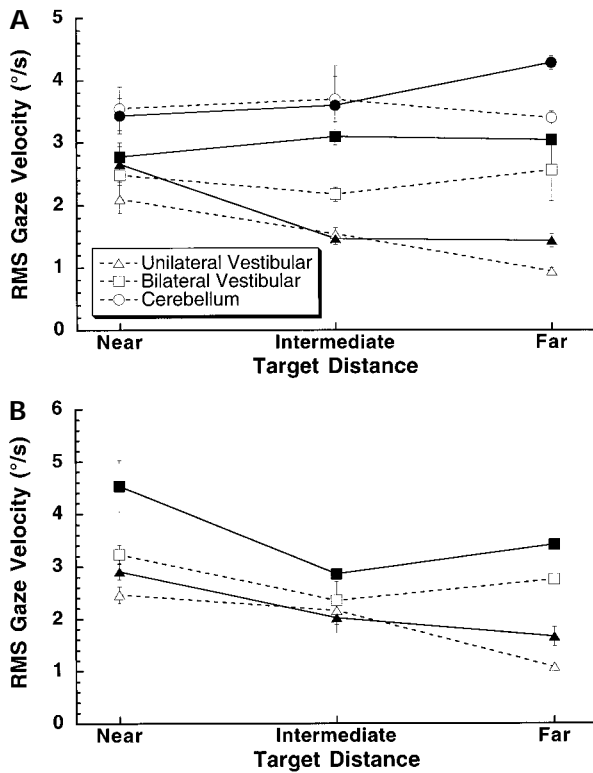 A
RMS Gaze Velocity (°/s)
5
4
3
2
1
0
Unilateral Vestibular
Bilateral Vestibular
Cerebellum
Near Intermediate Far
Target Distance
B
RMS Gaze Velocity (°/s)
6
5
4
3
2
1
0
Near Intermediate Far
Target Distance